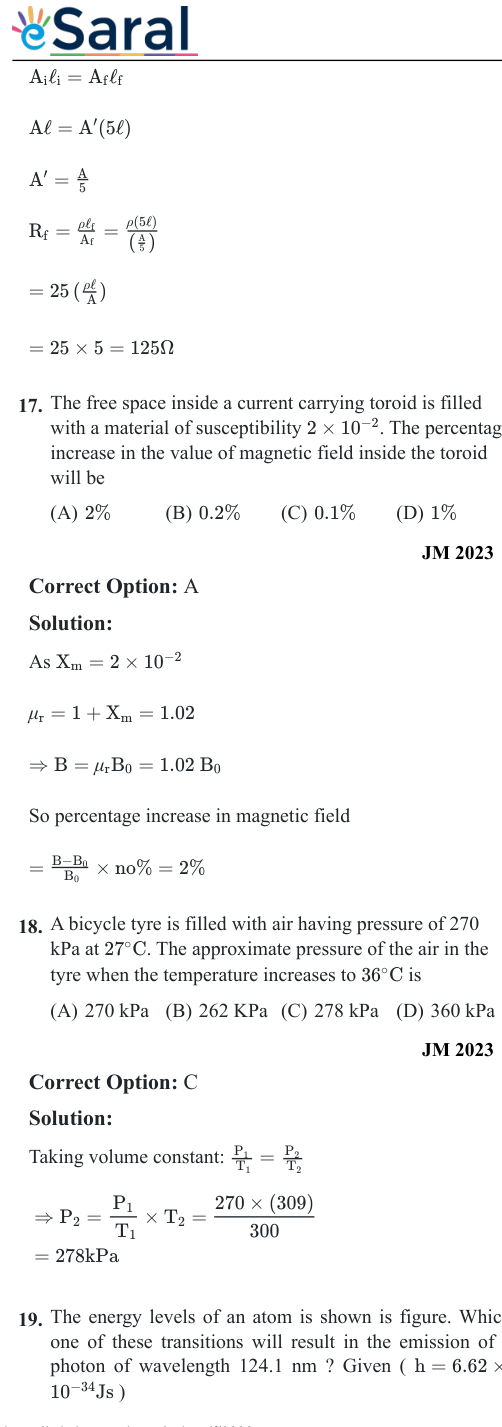 eSaral
Aᵢℓᵢ = A_fℓ_f
Aℓ = A′(5ℓ)
A′ = A/5
R_f = ρℓ_f/A_f = ρ(5ℓ)/(A/5)
= 25 (ρℓ/A)
= 25 × 5 = 125Ω
17. The free space inside a current carrying toroid is filled
with a material of susceptibility 2 × 10⁻². The percentag
increase in the value of magnetic field inside the toroid
will be
(A) 2% (B) 0.2% (C) 0.1% (D) 1%
JM 2023
Correct Option: A
Solution:
As X_m = 2 × 10⁻²
μ_r = 1 + X_m = 1.02
⇒ B = μ_rB₀ = 1.02 B₀
So percentage increase in magnetic field
= (B−B₀)/B₀ × no% = 2%
18. A bicycle tyre is filled with air having pressure of 270
kPa at 27°C. The approximate pressure of the air in the
tyre when the temperature increases to 36°C is
(A) 270 kPa (B) 262 KPa (C) 278 kPa (D) 360 kPa
JM 2023
Correct Option: C
Solution:
Taking volume constant: P₁/T₁ = P₂/T₂
⇒ P₂ = P₁/T₁ × T₂ = 270 × (309)/300
= 278kPa
19. The energy levels of an atom is shown is figure. Whic
one of these transitions will result in the emission of
photon of wavelength 124.1 nm ? Given ( h = 6.62 ×
10⁻³⁴Js )